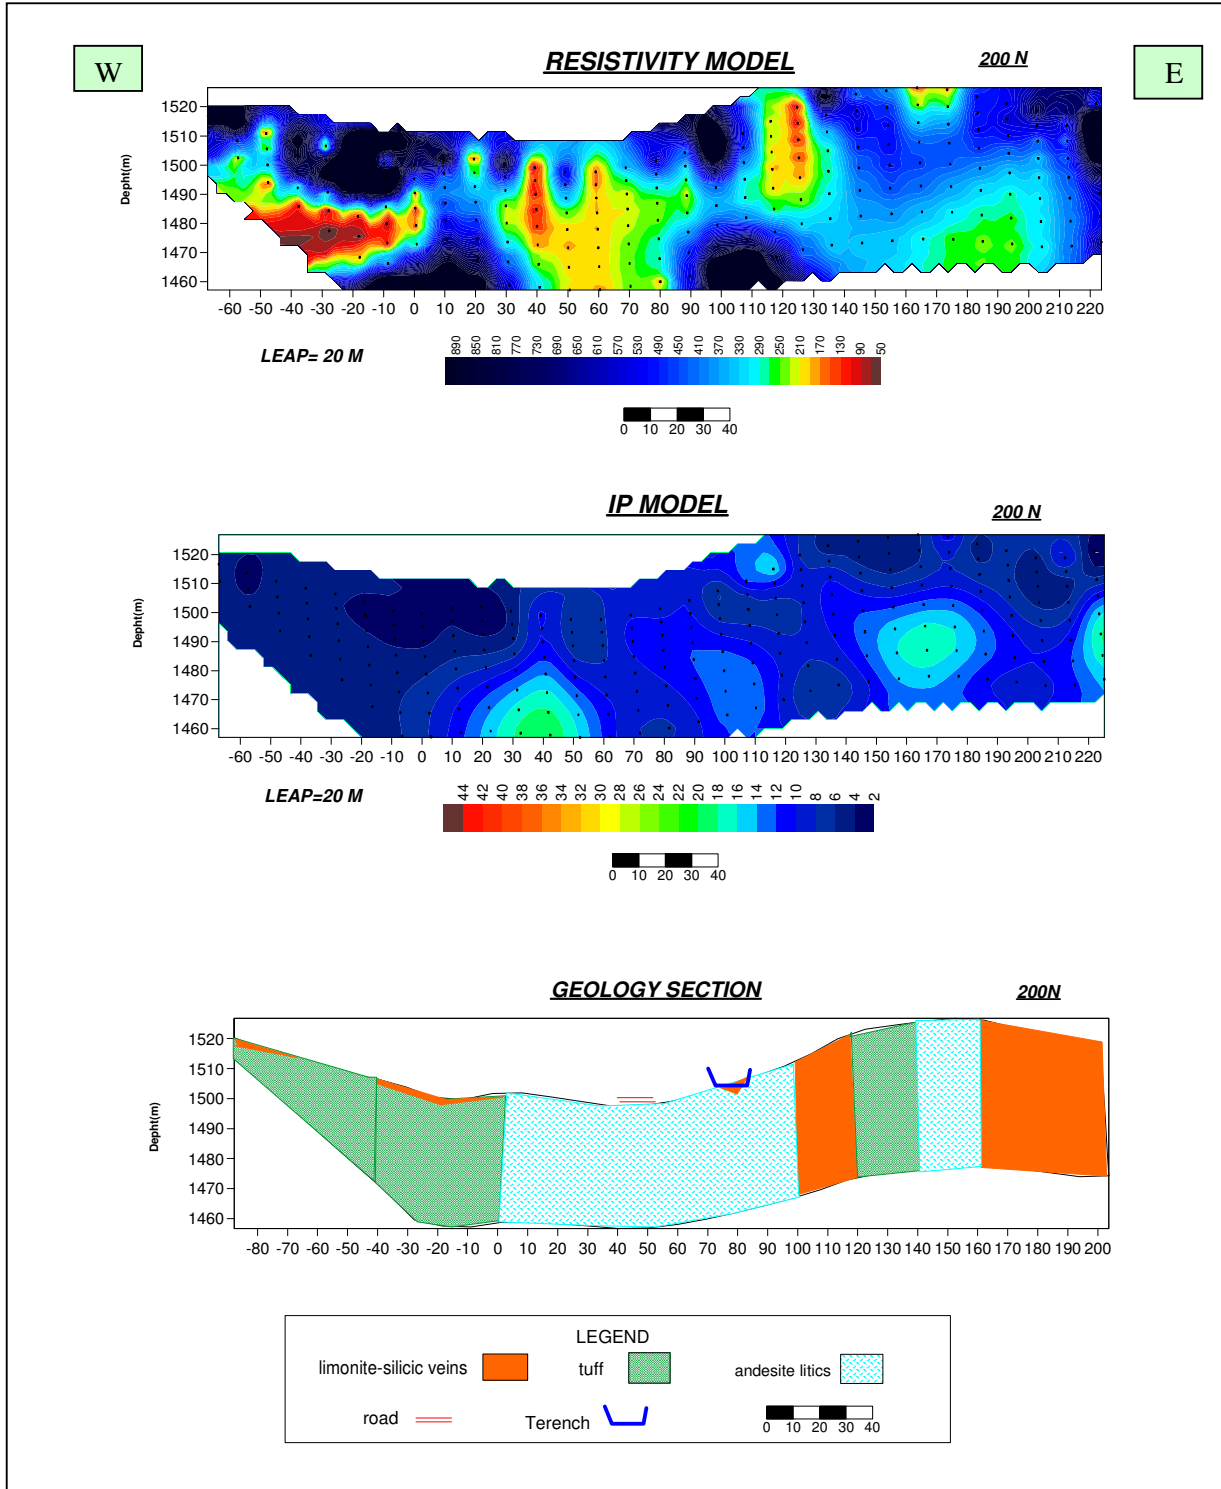 W
RESISTIVITY MODEL
200 N
E
1520
1510
1500
1490
1480
1470
1460
Depht(m)
-60 -50 -40 -30 -20 -10 0 10 20 30 40 50 60 70 80 90 100 110 120 130 140 150 160 170 180 190 200 210 220
LEAP= 20 M
890 850 810 770 730 690 650 610 570 530 490 450 410 370 330 290 250 210 170 130 90 50
0 10 20 30 40
IP MODEL
200 N
1520
1510
1500
1490
1480
1470
1460
Depht(m)
-60 -50 -40 -30 -20 -10 0 10 20 30 40 50 60 70 80 90 100 110 120 130 140 150 160 170 180 190 200 210 220
LEAP=20 M
44 42 40 38 36 34 32 30 28 26 24 22 20 18 16 14 12 10 8 6 4 2
0 10 20 30 40
GEOLOGY SECTION
200N
1520
1510
1500
1490
1480
1470
1460
Depht(m)
-80 -70 -60 -50 -40 -30 -20 -10 0 10 20 30 40 50 60 70 80 90 100 110 120 130 140 150 160 170 180 190 200
LEGEND
limonite-silicic veins tuff andesite litics
road Terench
0 10 20 30 40